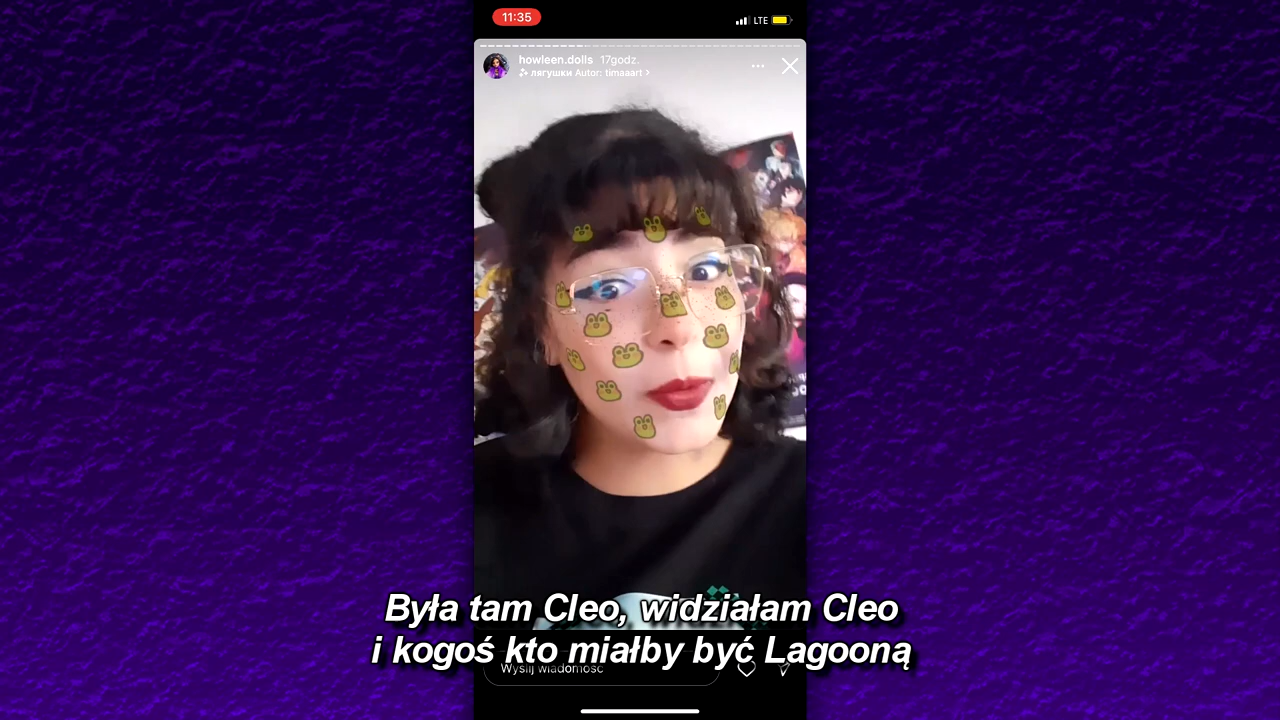 11:35
LTE
howleen.dolls 17godz.
лягушки Autor: timaaart >
Była tam Cleo, widziałam Cleo
i kogoś kto miałby być Lagooną
Wyślij wiadomość